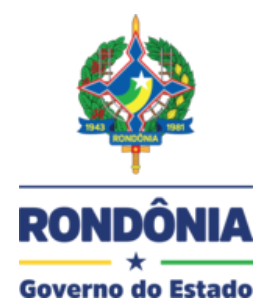 1943 1981
RONDÔNIA
RONDÔNIA
Governo do Estado